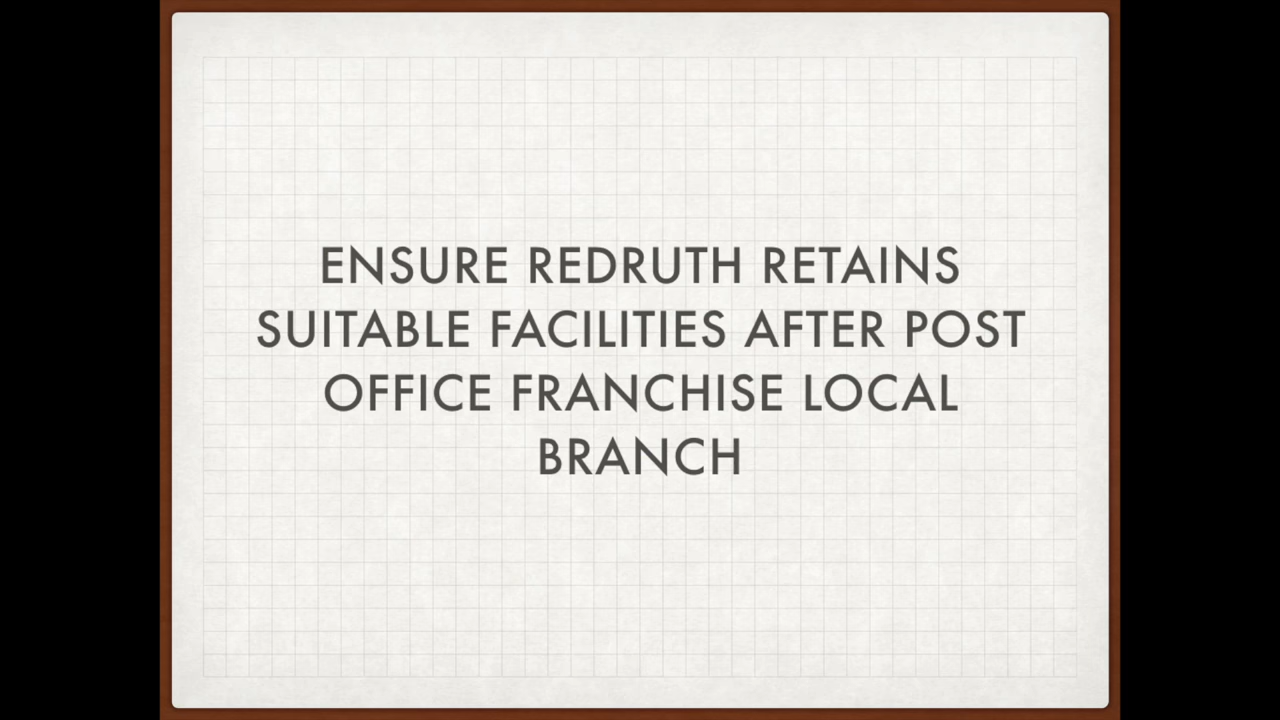 ENSURE REDRUTH RETAINS
SUITABLE FACILITIES AFTER POST
OFFICE FRANCHISE LOCAL
BRANCH